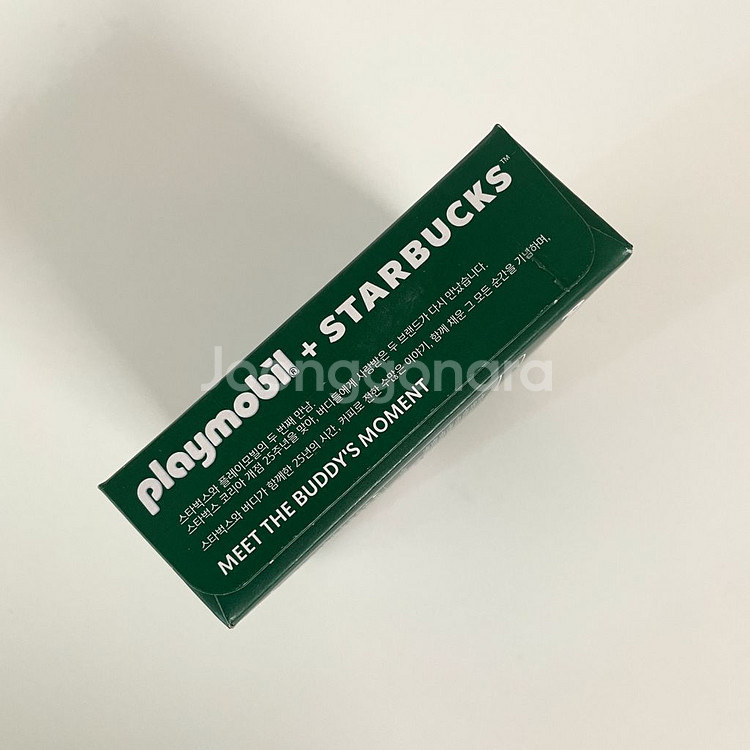 playmobil® + STARBUCKS™
스타벅스와 플레이모빌의 두 번째 만남.
스타벅스 코리아 개점 25주년을 맞아, 버디들에게 사랑받은 두 브랜드가 다시 만났습니다.
스타벅스와 버디가 함께한 25년의 시간, 커피로 전한 수많은 이야기, 함께 채운 그 모든 순간을 기념하며,
MEET THE BUDDY'S MOMENT
Joonggonara